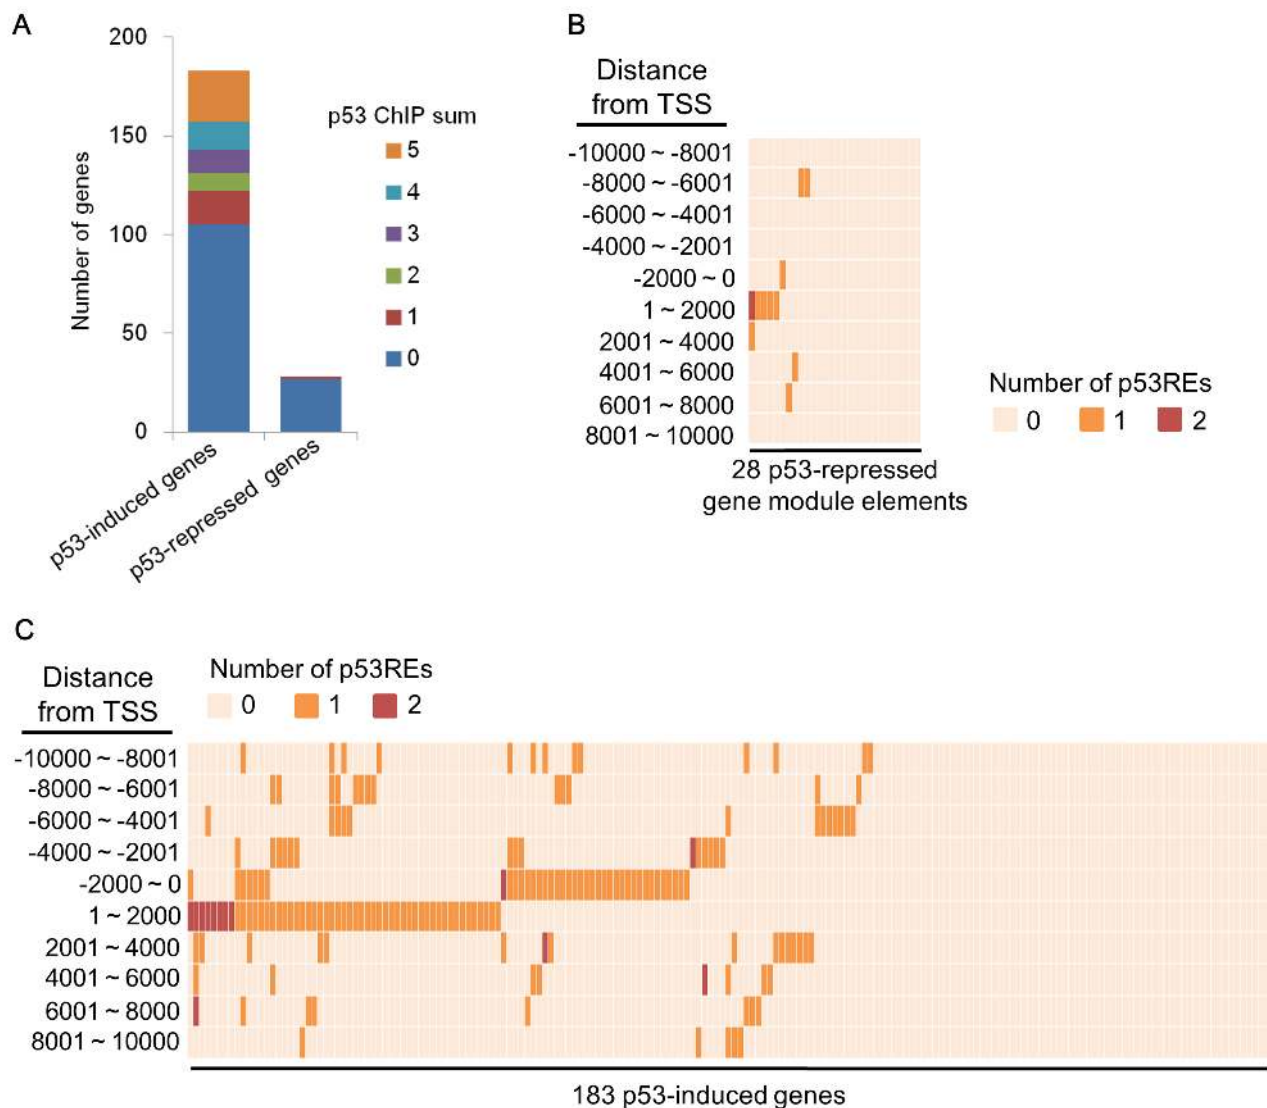 A
200
150
100
50
0
Number of genes
p53-induced genes
p53-repressed genes
p53 ChIP sum
5
4
3
2
1
0
B
Distance
from TSS
-10000 ~ -8001
-8000 ~ -6001
-6000 ~ -4001
-4000 ~ -2001
-2000 ~ 0
1 ~ 2000
2001 ~ 4000
4001 ~ 6000
6001 ~ 8000
8001 ~ 10000
28 p53-repressed
gene module elements
Number of p53REs
0 1 2
C
Distance
from TSS
Number of p53REs
0 1 2
-10000 ~ -8001
-8000 ~ -6001
-6000 ~ -4001
-4000 ~ -2001
-2000 ~ 0
1 ~ 2000
2001 ~ 4000
4001 ~ 6000
6001 ~ 8000
8001 ~ 10000
183 p53-induced genes